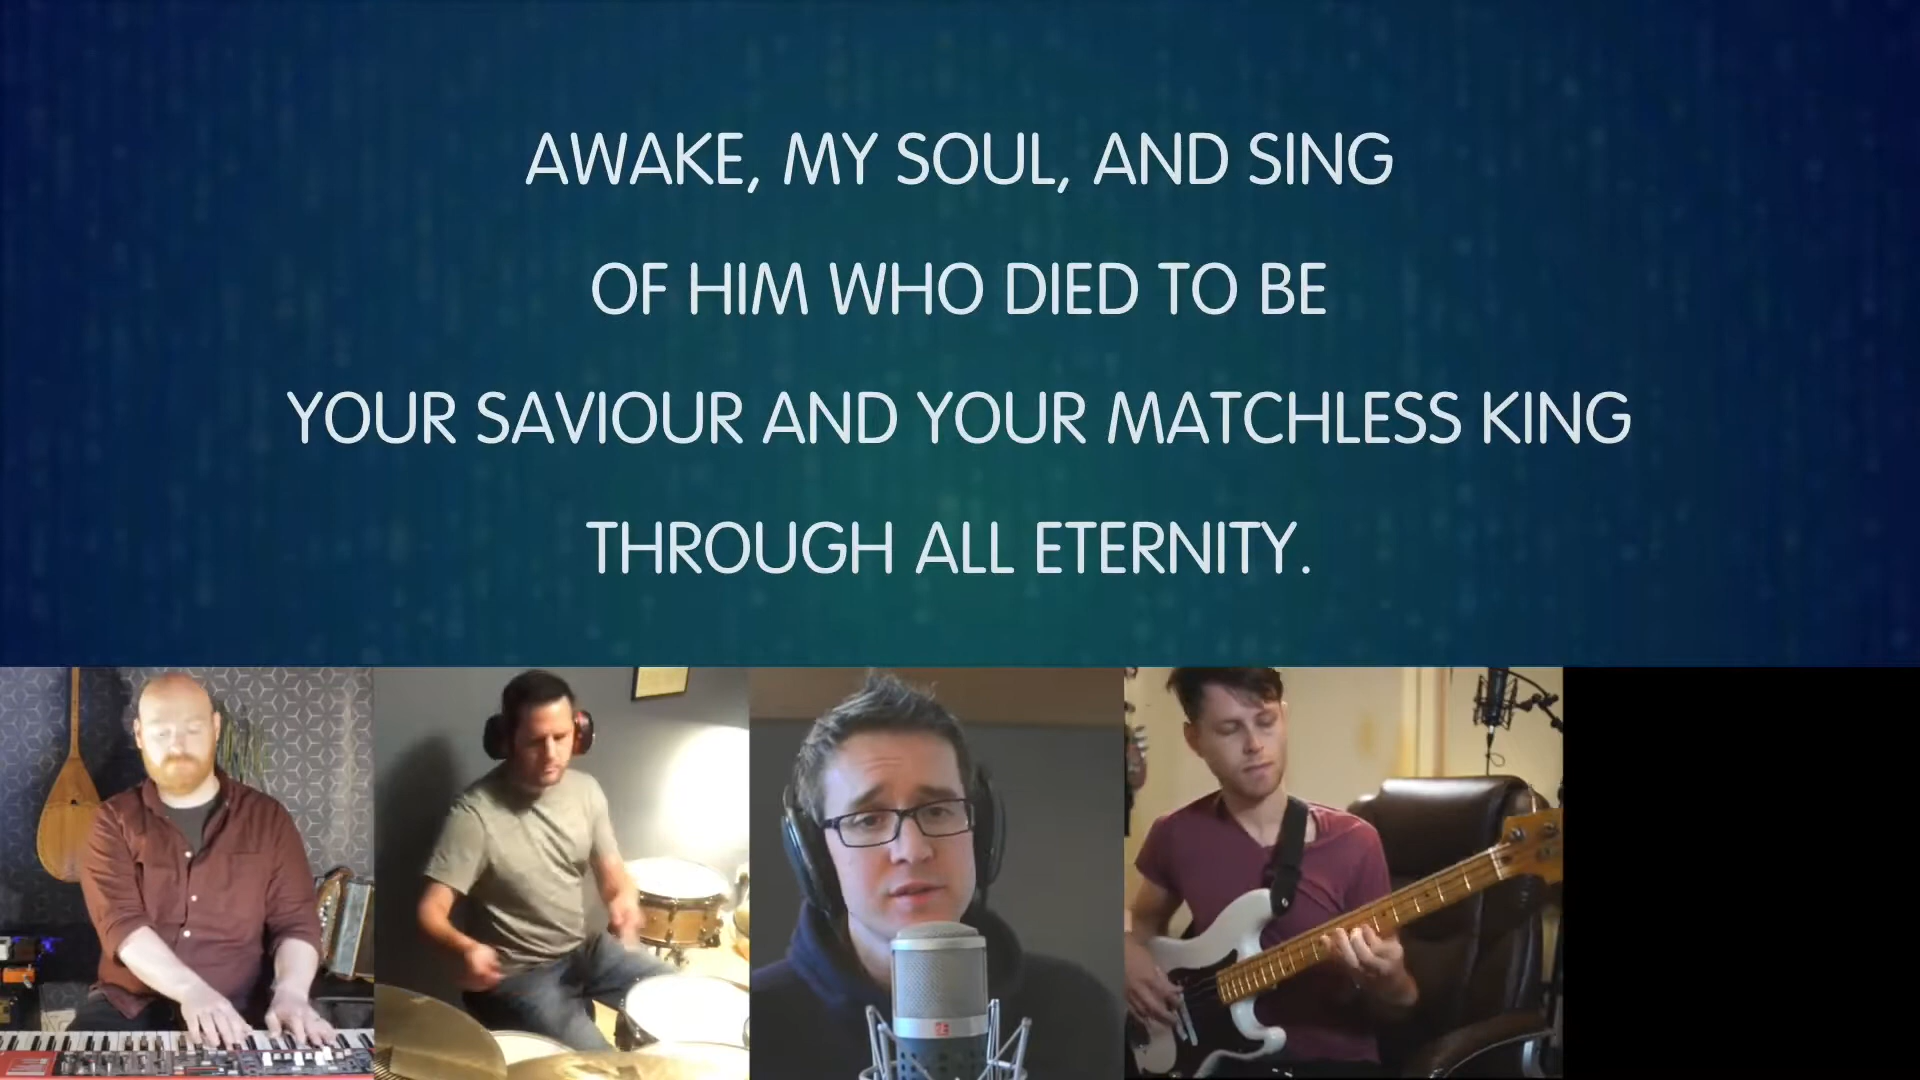 AWAKE, MY SOUL, AND SING
OF HIM WHO DIED TO BE
YOUR SAVIOUR AND YOUR MATCHLESS KING
THROUGH ALL ETERNITY.